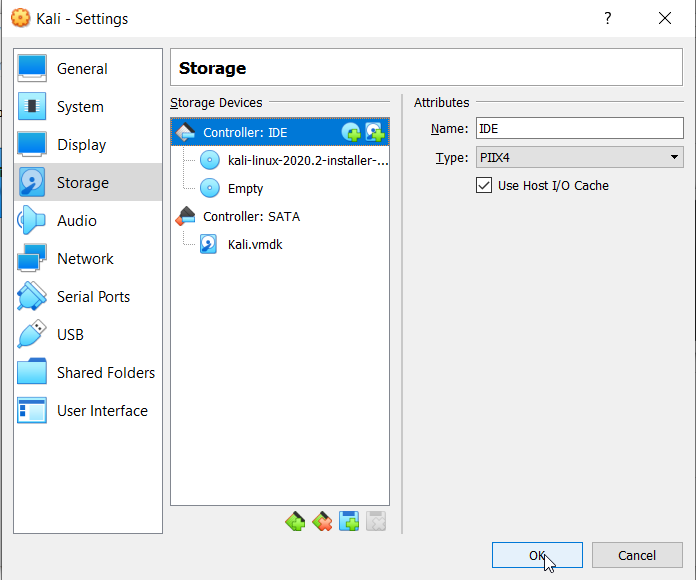 Kali - Settings
?
General
System
Display
Storage
Audio
Network
Serial Ports
USB
Shared Folders
User Interface
Storage
Storage Devices
Controller: IDE
kali-linux-2020.2-installer-...
Empty
Controller: SATA
Kali.vmdk
Attributes
Name: IDE
Type: PIIX4
Use Host I/O Cache
OK
Cancel